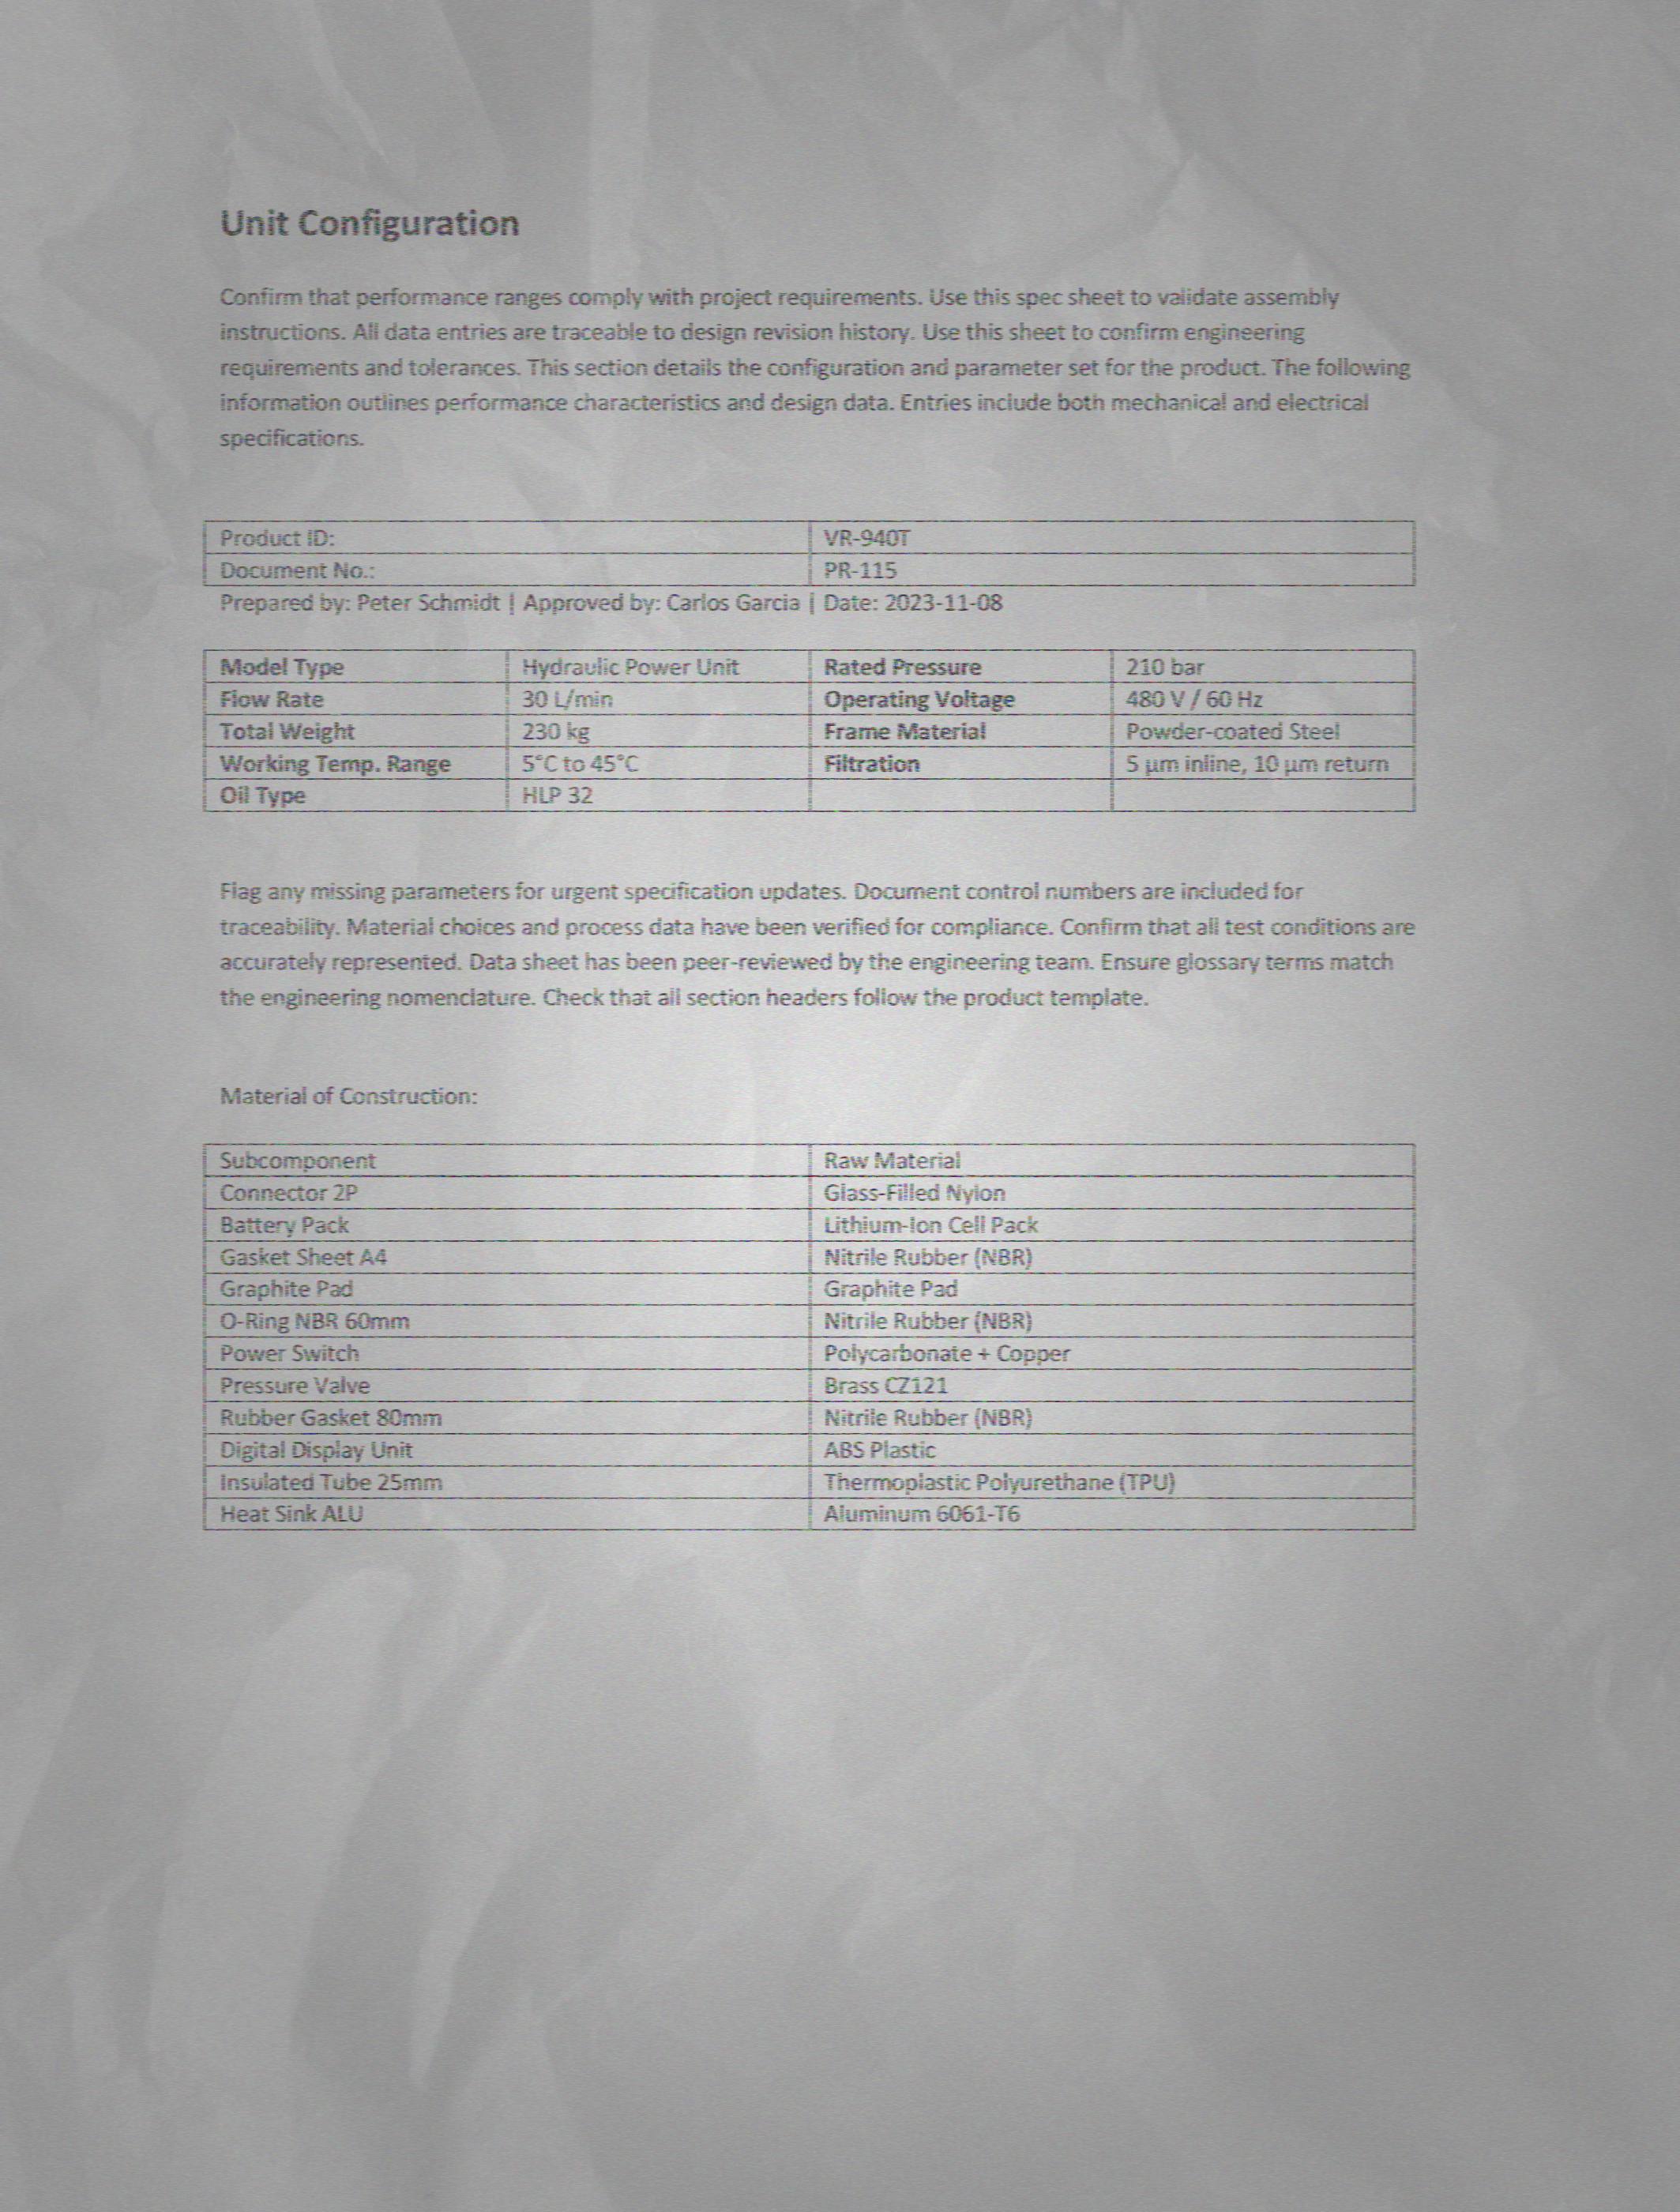 Unit Configuration
Confirm that performance ranges comply with project requirements. Use this spec sheet to validate assembly
instructions. All data entries are traceable to design revision history. Use this sheet to confirm engineering
requirements and tolerances. This section details the configuration and parameter set for the product. The following
information outlines performance characteristics and design data. Entries include both mechanical and electrical
specifications.
Product ID: VR-940T
Document No.: PR-115
Prepared by: Peter Schmidt | Approved by: Carlos Garcia | Date: 2023-11-08
Model Type Hydraulic Power Unit Rated Pressure 210 bar
Flow Rate 30 L/min Operating Voltage 480 V / 60 Hz
Total Weight 230 kg Frame Material Powder-coated Steel
Working Temp. Range 5°C to 45°C Filtration 5 µm inline, 10 µm return
Oil Type HLP 32
Flag any missing parameters for urgent specification updates. Document control numbers are included for
traceability. Material choices and process data have been verified for compliance. Confirm that all test conditions are
accurately represented. Data sheet has been peer-reviewed by the engineering team. Ensure glossary terms match
the engineering nomenclature. Check that all section headers follow the product template.
Material of Construction:
Subcomponent Raw Material
Connector 2P Glass-Filled Nylon
Battery Pack Lithium-Ion Cell Pack
Gasket Sheet A4 Nitrile Rubber (NBR)
Graphite Pad Graphite Pad
O-Ring NBR 60mm Nitrile Rubber (NBR)
Power Switch Polycarbonate + Copper
Pressure Valve Brass CZ121
Rubber Gasket 80mm Nitrile Rubber (NBR)
Digital Display Unit ABS Plastic
Insulated Tube 25mm Thermoplastic Polyurethane (TPU)
Heat Sink ALU Aluminum 6061-T6